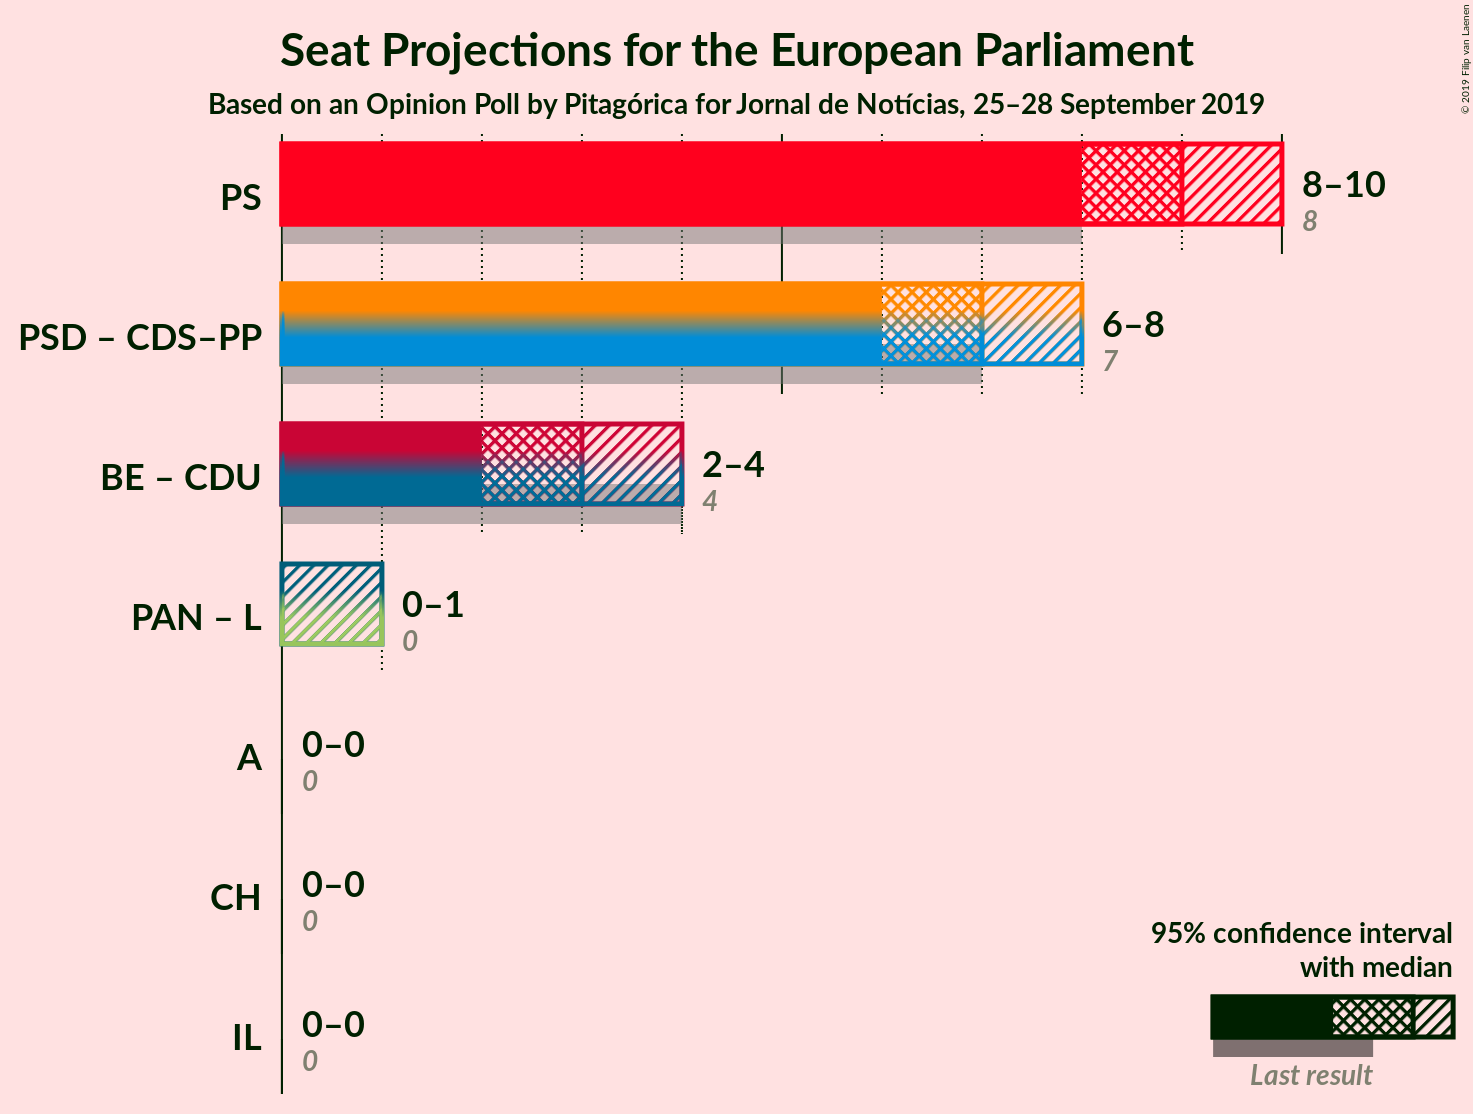 Seat Projections for the European Parliament
Based on an Opinion Poll by Pitagórica for Jornal de Notícias, 25–28 September 2019
© 2019 Filip van Laenen
PS
8–10
8
PSD – CDS–PP
6–8
7
BE – CDU
2–4
4
PAN – L
0–1
0
A
0–0
0
CH
0–0
0
IL
0–0
0
95% confidence interval
with median
Last result